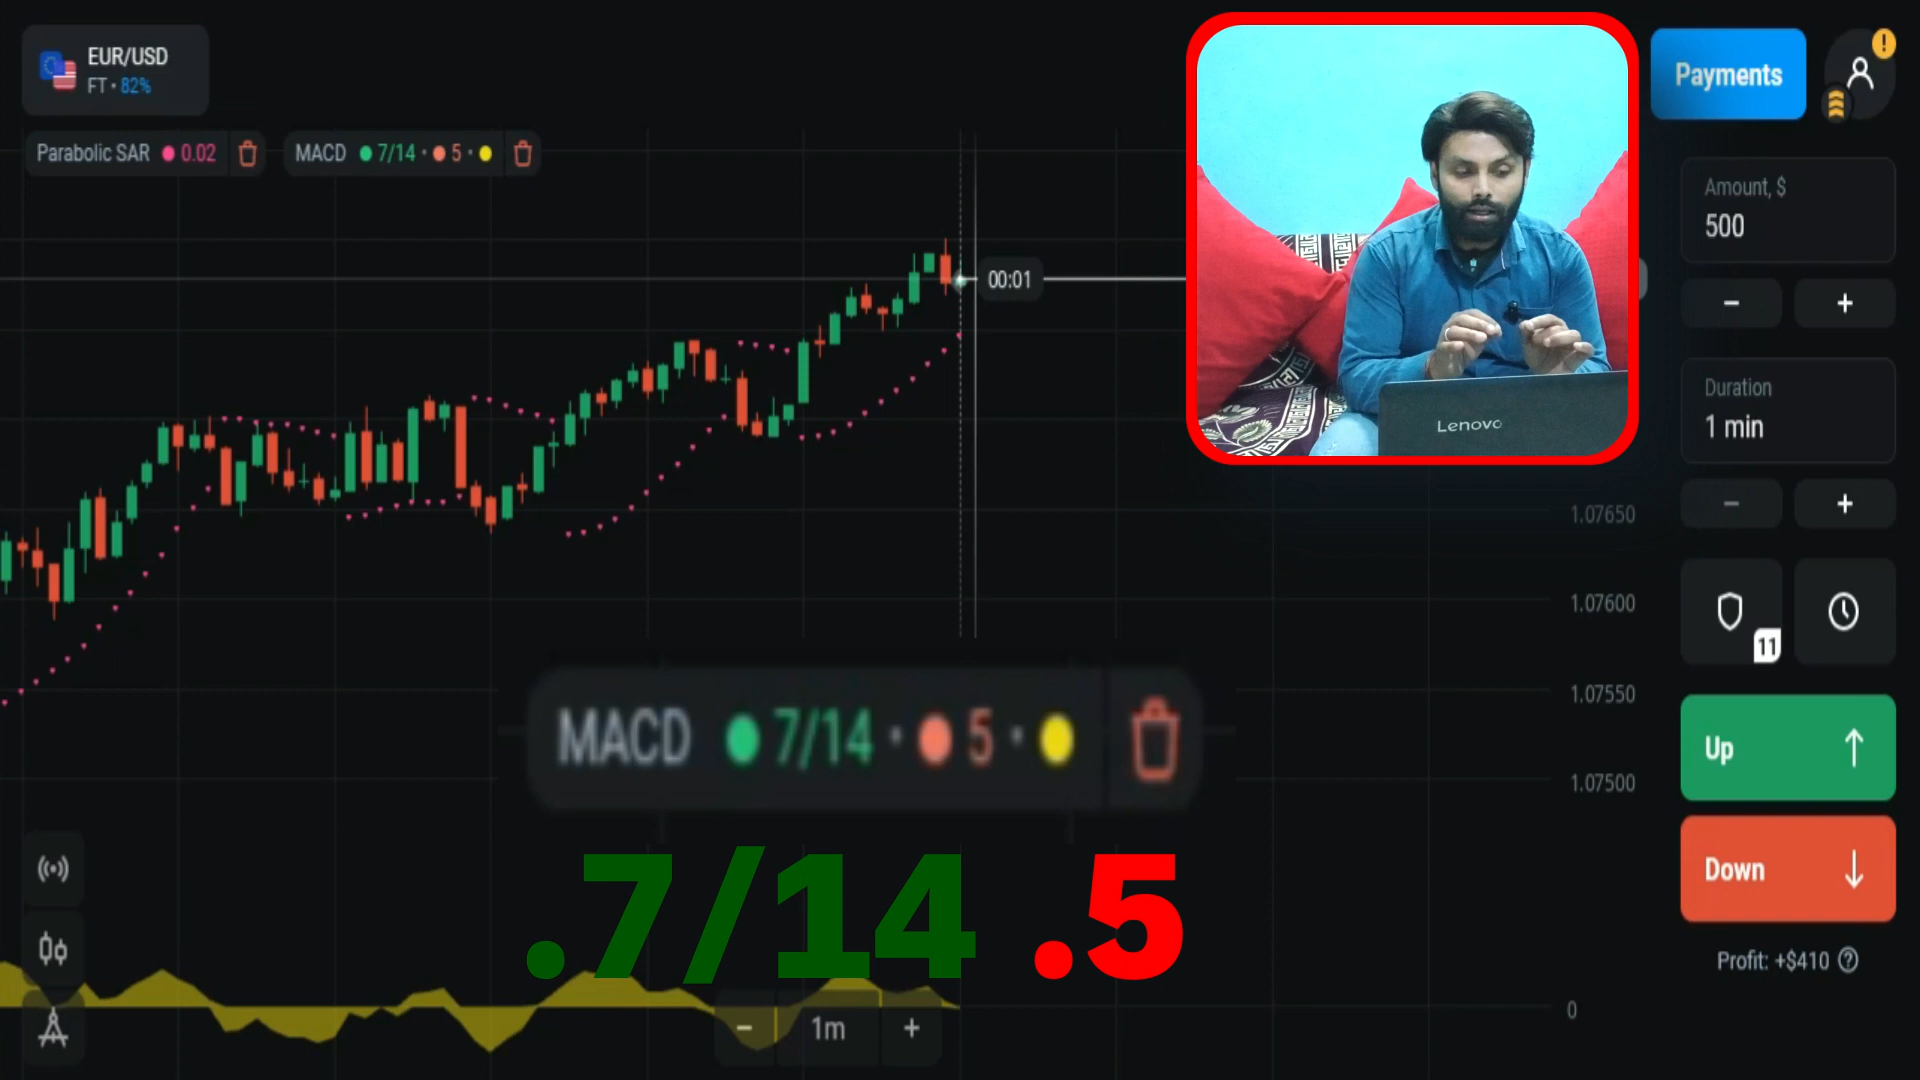 EUR/USD
FT • 82%
Payments
!
Parabolic SAR 0.02
MACD 7/14 • 5 •
Amount, $
500
− +
00:01
Duration
1 min
− +
Lenovo
1.07650
1.07600
11
1.07550
MACD 7/14 • 5 •
Up
1.07500
.7/14 .5
Down
Profit: +$410 ?
− 1m +
0